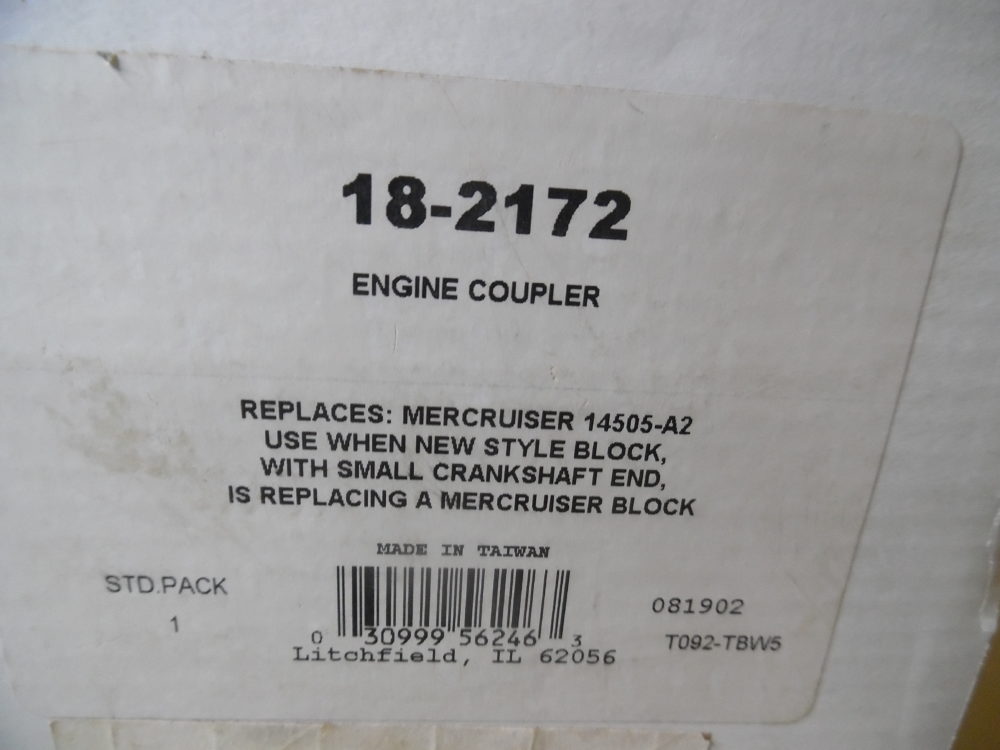 18-2172
ENGINE COUPLER
REPLACES: MERCRUISER 14505-A2
USE WHEN NEW STYLE BLOCK,
WITH SMALL CRANKSHAFT END,
IS REPLACING A MERCRUISER BLOCK
MADE IN TAIWAN
STD.PACK
1
0 30999 56246 3
Litchfield, IL 62056
081902
T092-TBW5